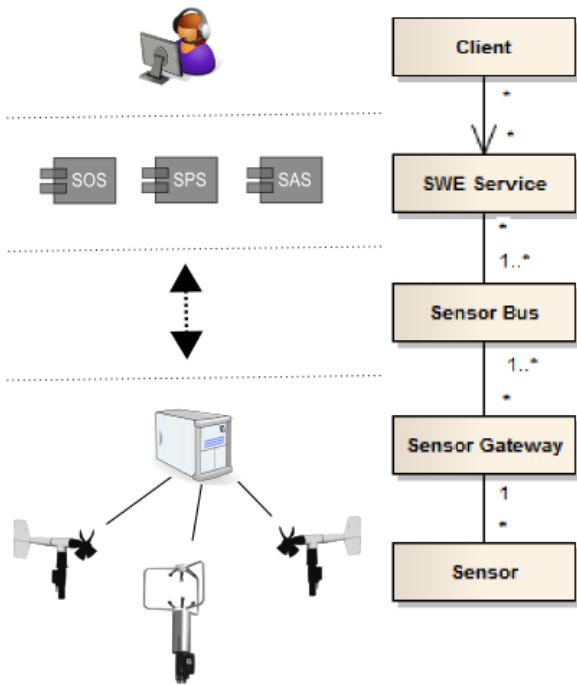 Client
*
*
SOS SPS SAS
SWE Service
*
1..*
Sensor Bus
1..*
*
Sensor Gateway
1
*
Sensor